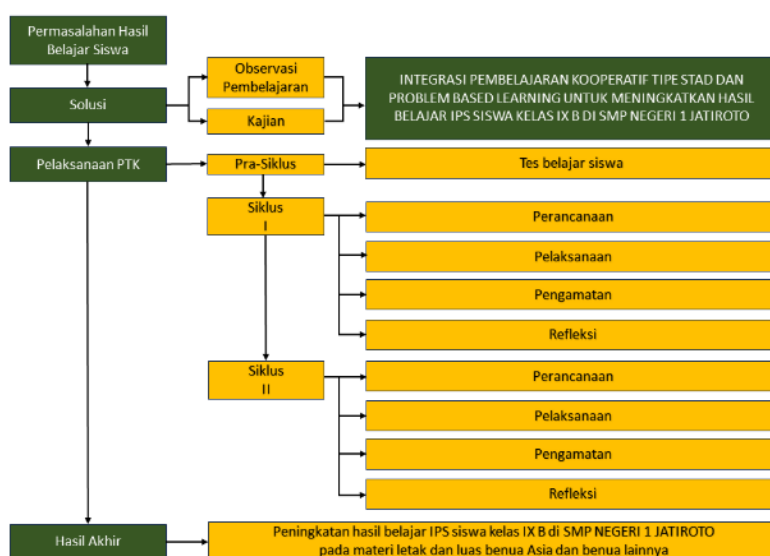 Permasalahan Hasil
Belajar Siswa
Solusi
Observasi
Pembelajaran
Kajian
INTEGRASI PEMBELAJARAN KOOPERATIF TIPE STAD DAN
PROBLEM BASED LEARNING UNTUK MENINGKATKAN HASIL
BELAJAR IPS SISWA KELAS IX B DI SMP NEGERI 1 JATIROTO
Pelaksanaan PTK
Pra-Siklus
Tes belajar siswa
Siklus
I
Perancanaan
Pelaksanaan
Pengamatan
Refleksi
Siklus
II
Perancanaan
Pelaksanaan
Pengamatan
Refleksi
Hasil Akhir
Peningkatan hasil belajar IPS siswa kelas IX B di SMP NEGERI 1 JATIROTO
pada materi letak dan luas benua Asia dan benua lainnya